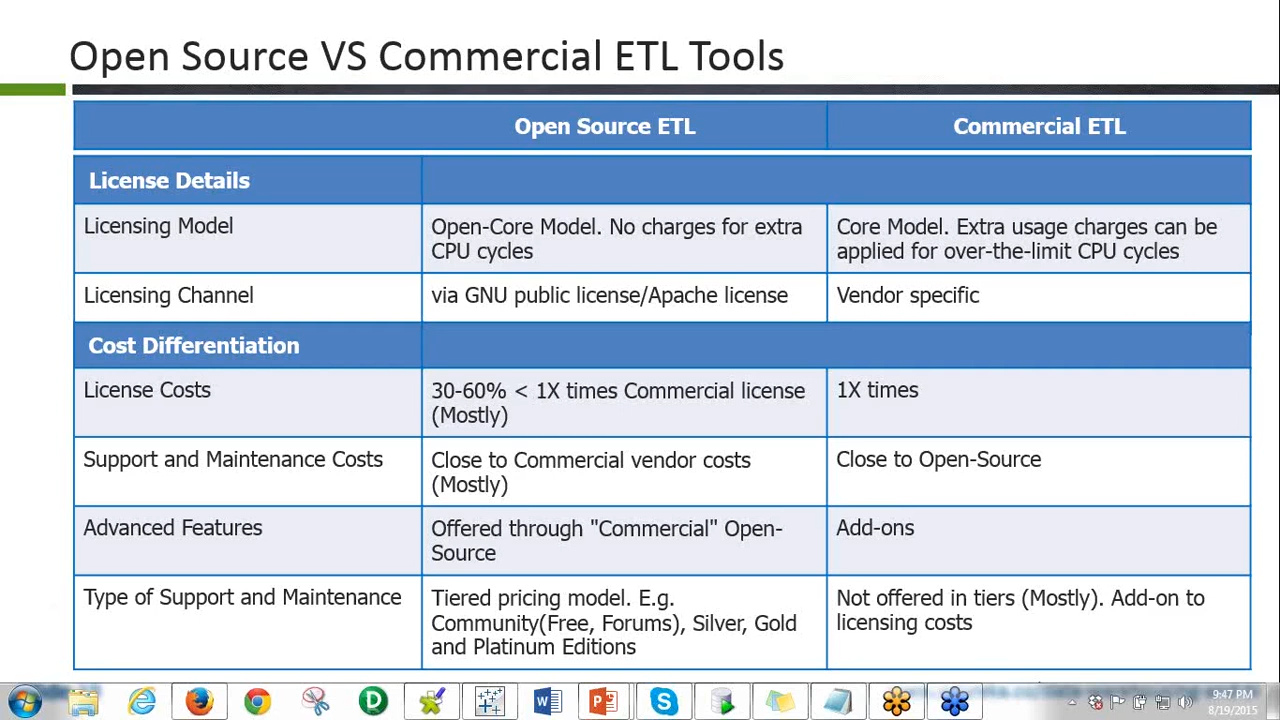 Open Source VS Commercial ETL Tools
Open Source ETL
Commercial ETL
License Details
Licensing Model
Open-Core Model. No charges for extra
CPU cycles
Core Model. Extra usage charges can be
applied for over-the-limit CPU cycles
Licensing Channel
via GNU public license/Apache license
Vendor specific
Cost Differentiation
License Costs
30-60% < 1X times Commercial license
(Mostly)
1X times
Support and Maintenance Costs
Close to Commercial vendor costs
(Mostly)
Close to Open-Source
Advanced Features
Offered through "Commercial" Open-
Source
Add-ons
Type of Support and Maintenance
Tiered pricing model. E.g.
Community(Free, Forums), Silver, Gold
and Platinum Editions
Not offered in tiers (Mostly). Add-on to
licensing costs
9:47 PM
8/19/2015